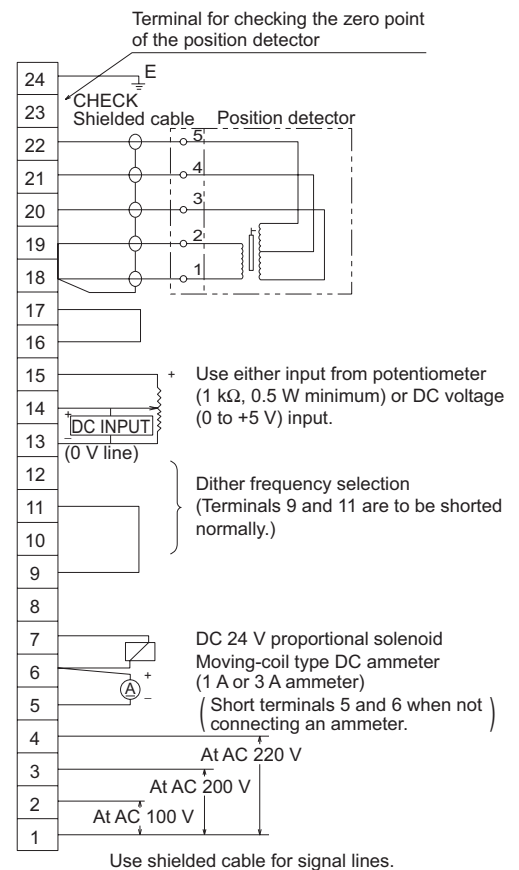 Terminal for checking the zero point
of the position detector
24
E
23
CHECK
Shielded cable
Position detector
22
5
21
4
20
3
19
2
18
1
17
16
15
+
Use either input from potentiometer
(1 kΩ, 0.5 W minimum) or DC voltage
(0 to +5 V) input.
14
+
DC INPUT
13
–
(0 V line)
12
Dither frequency selection
(Terminals 9 and 11 are to be shorted
normally.)
11
10
9
8
7
DC 24 V proportional solenoid
Moving-coil type DC ammeter
(1 A or 3 A ammeter)
6
+
A
–
5
(Short terminals 5 and 6 when not
connecting an ammeter.)
4
At AC 220 V
3
At AC 200 V
2
At AC 100 V
1
Use shielded cable for signal lines.